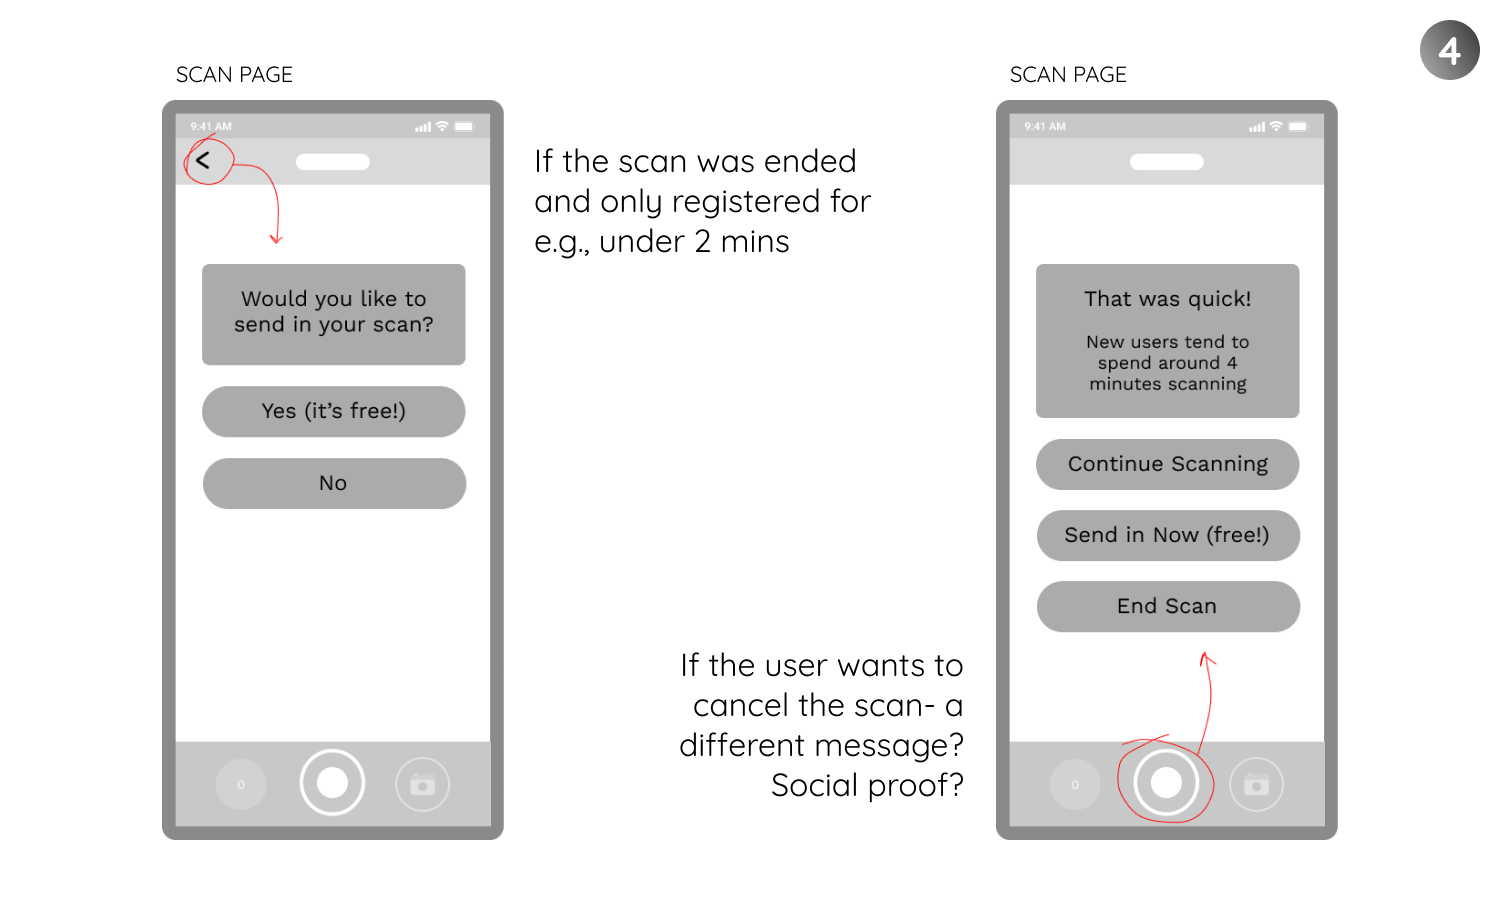 4
SCAN PAGE
9:41 AM
<
Would you like to
send in your scan?
Yes (it's free!)
No
0
If the scan was ended
and only registered for
e.g., under 2 mins
If the user wants to
cancel the scan- a
different message?
Social proof?
SCAN PAGE
9:41 AM
That was quick!
New users tend to
spend around 4
minutes scanning
Continue Scanning
Send in Now (free!)
End Scan
0